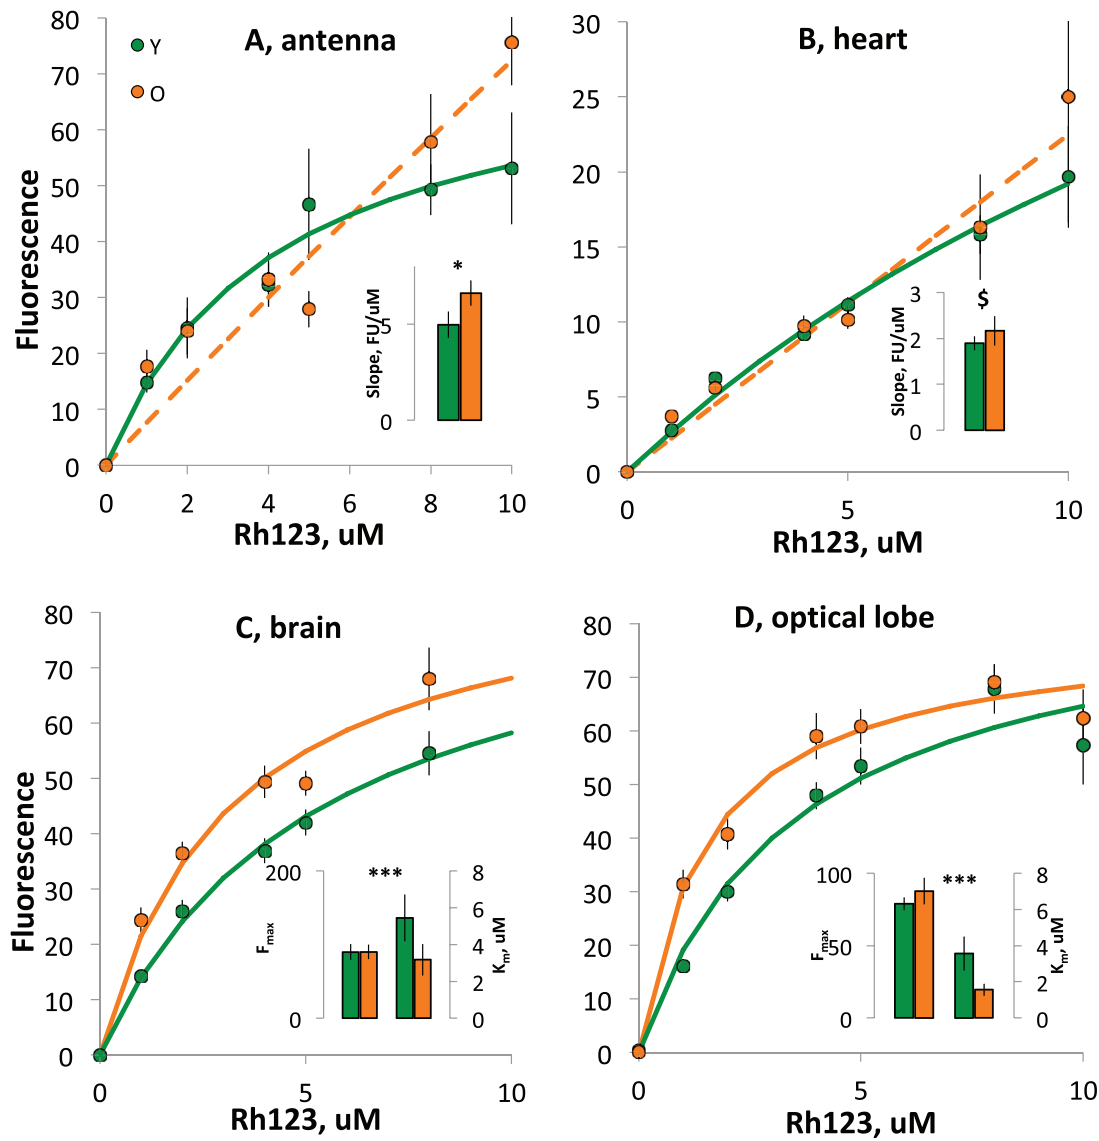 A, antenna
Y
O
80
70
60
50
40
30
20
10
0
Fluorescence
0 2 4 6 8 10
Rh123, uM
*
5
0
Slope, FU/uM
B, heart
30
25
20
15
10
5
0
0 5 10
Rh123, uM
$
3
2
1
0
Slope, FU/uM
C, brain
80
70
60
50
40
30
20
10
0
Fluorescence
0 5 10
Rh123, uM
***
200
0
Fmax
8
6
4
2
0
Km, uM
D, optical lobe
80
70
60
50
40
30
20
10
0
0 5 10
Rh123, uM
***
100
50
0
Fmax
8
6
4
2
0
Km, uM